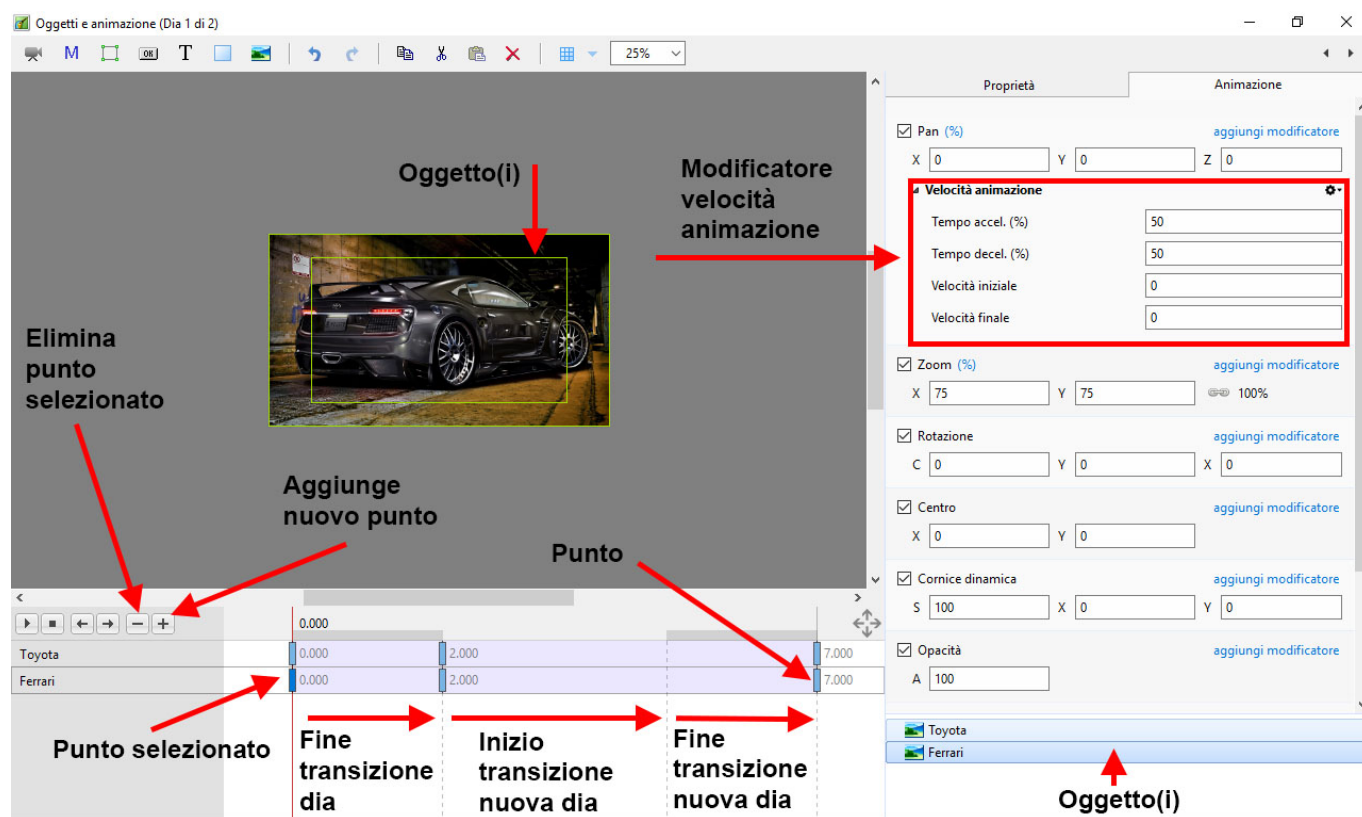 Oggetti e animazione (Dia 1 di 2)
M OK T 25%
Proprietà Animazione
Pan (%) aggiungi modificatore
X 0 Y 0 Z 0
Velocità animazione
Tempo accel. (%) 50
Tempo decel. (%) 50
Velocità iniziale 0
Velocità finale 0
Zoom (%) aggiungi modificatore
X 75 Y 75 100%
Rotazione aggiungi modificatore
C 0 Y 0 X 0
Centro aggiungi modificatore
X 0 Y 0
Cornice dinamica aggiungi modificatore
S 100 X 0 Y 0
Opacità aggiungi modificatore
A 100
Toyota
Ferrari
Oggetto(i)
Oggetto(i)
Modificatore
velocità
animazione
Elimina
punto
selezionato
Aggiunge
nuovo punto
Punto
0.000
Toyota 0.000 2.000 7.000
Ferrari 0.000 2.000 7.000
Punto selezionato
Fine
transizione
dia
Inizio
transizione
nuova dia
Fine
transizione
nuova dia